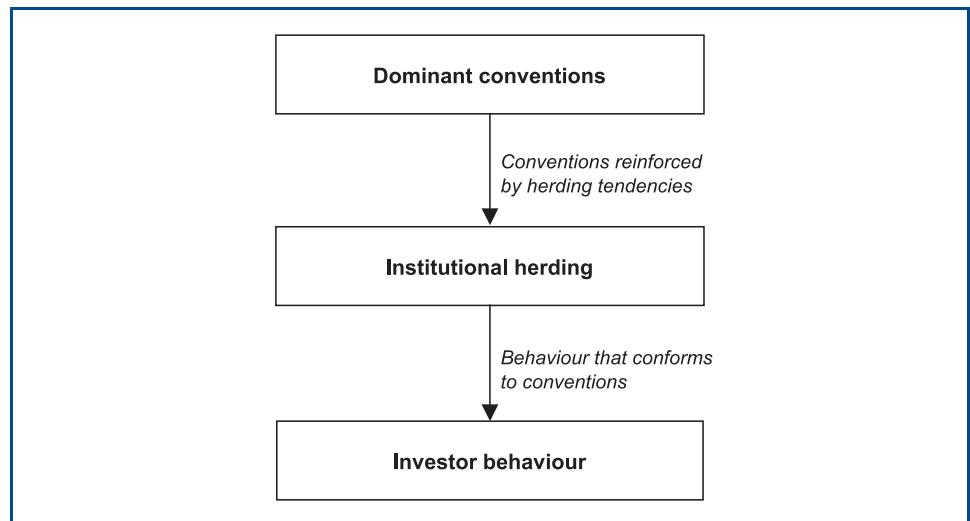 Dominant conventions
Conventions reinforced
by herding tendencies
Institutional herding
Behaviour that conforms
to conventions
Investor behaviour